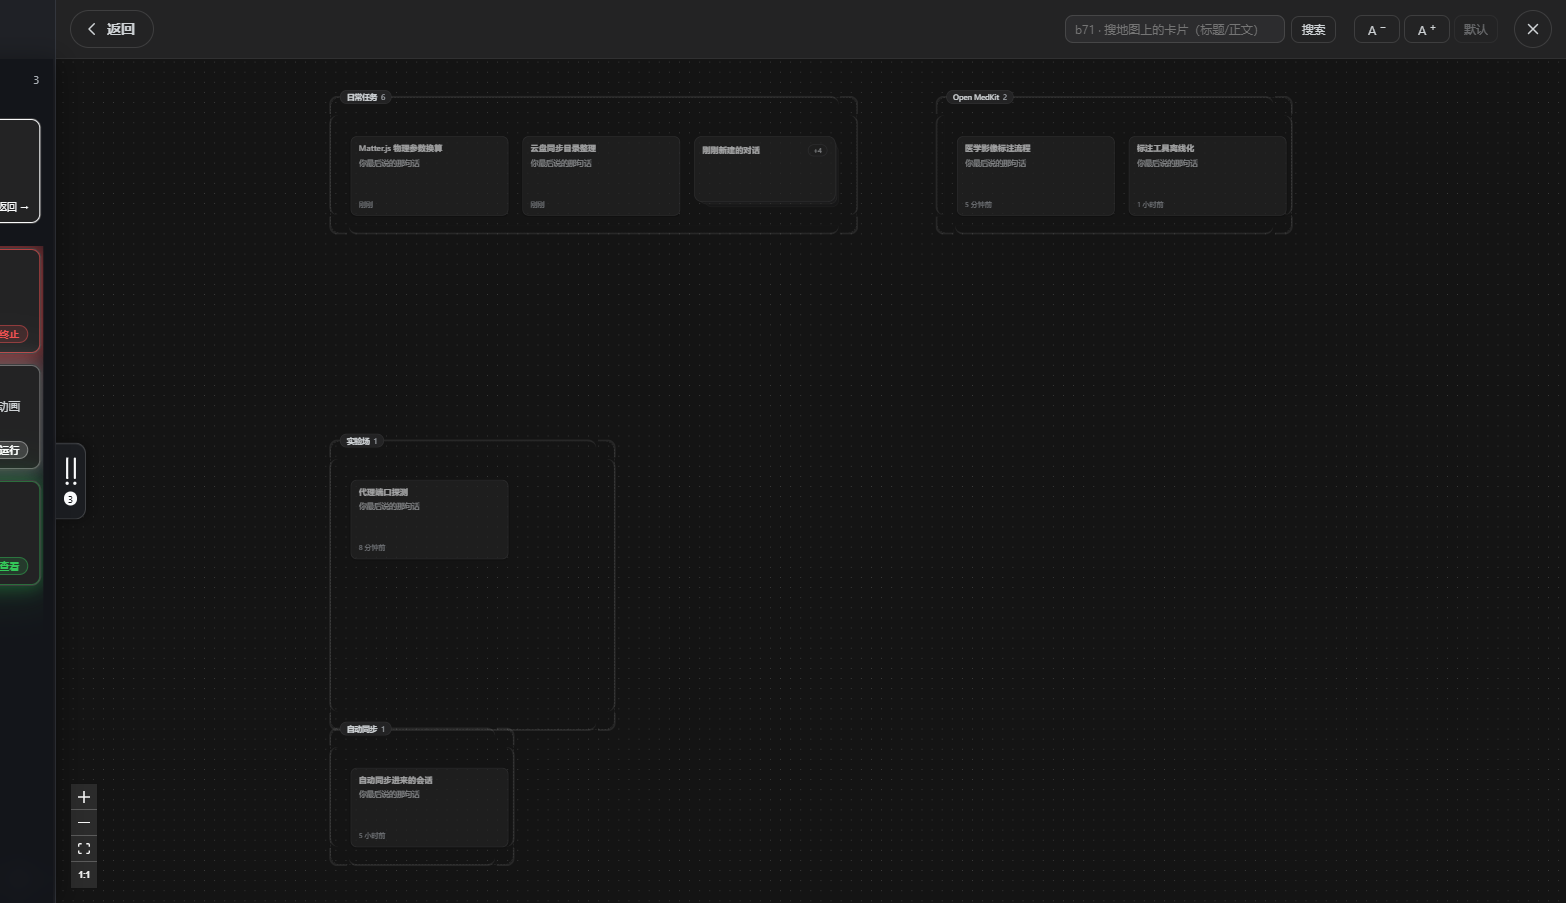 返回
b71 · 搜地图上的卡片（标题/正文）
搜索
A⁻
A⁺
默认
3
返回 →
终止
动画
运行
3
查看
日常任务 6
Matter.js 物理参数换算
你最后说的那句话
刚刚
云盘同步目录整理
你最后说的那句话
刚刚
刚刚新建的对话
+4
Open MedKit 2
医学影像标注流程
你最后说的那句话
5 分钟前
标注工具离线化
你最后说的那句话
1 小时前
实验场 1
代理端口探测
你最后说的那句话
8 分钟前
自动同步 1
自动同步进来的会话
你最后说的那句话
5 小时前
1:1